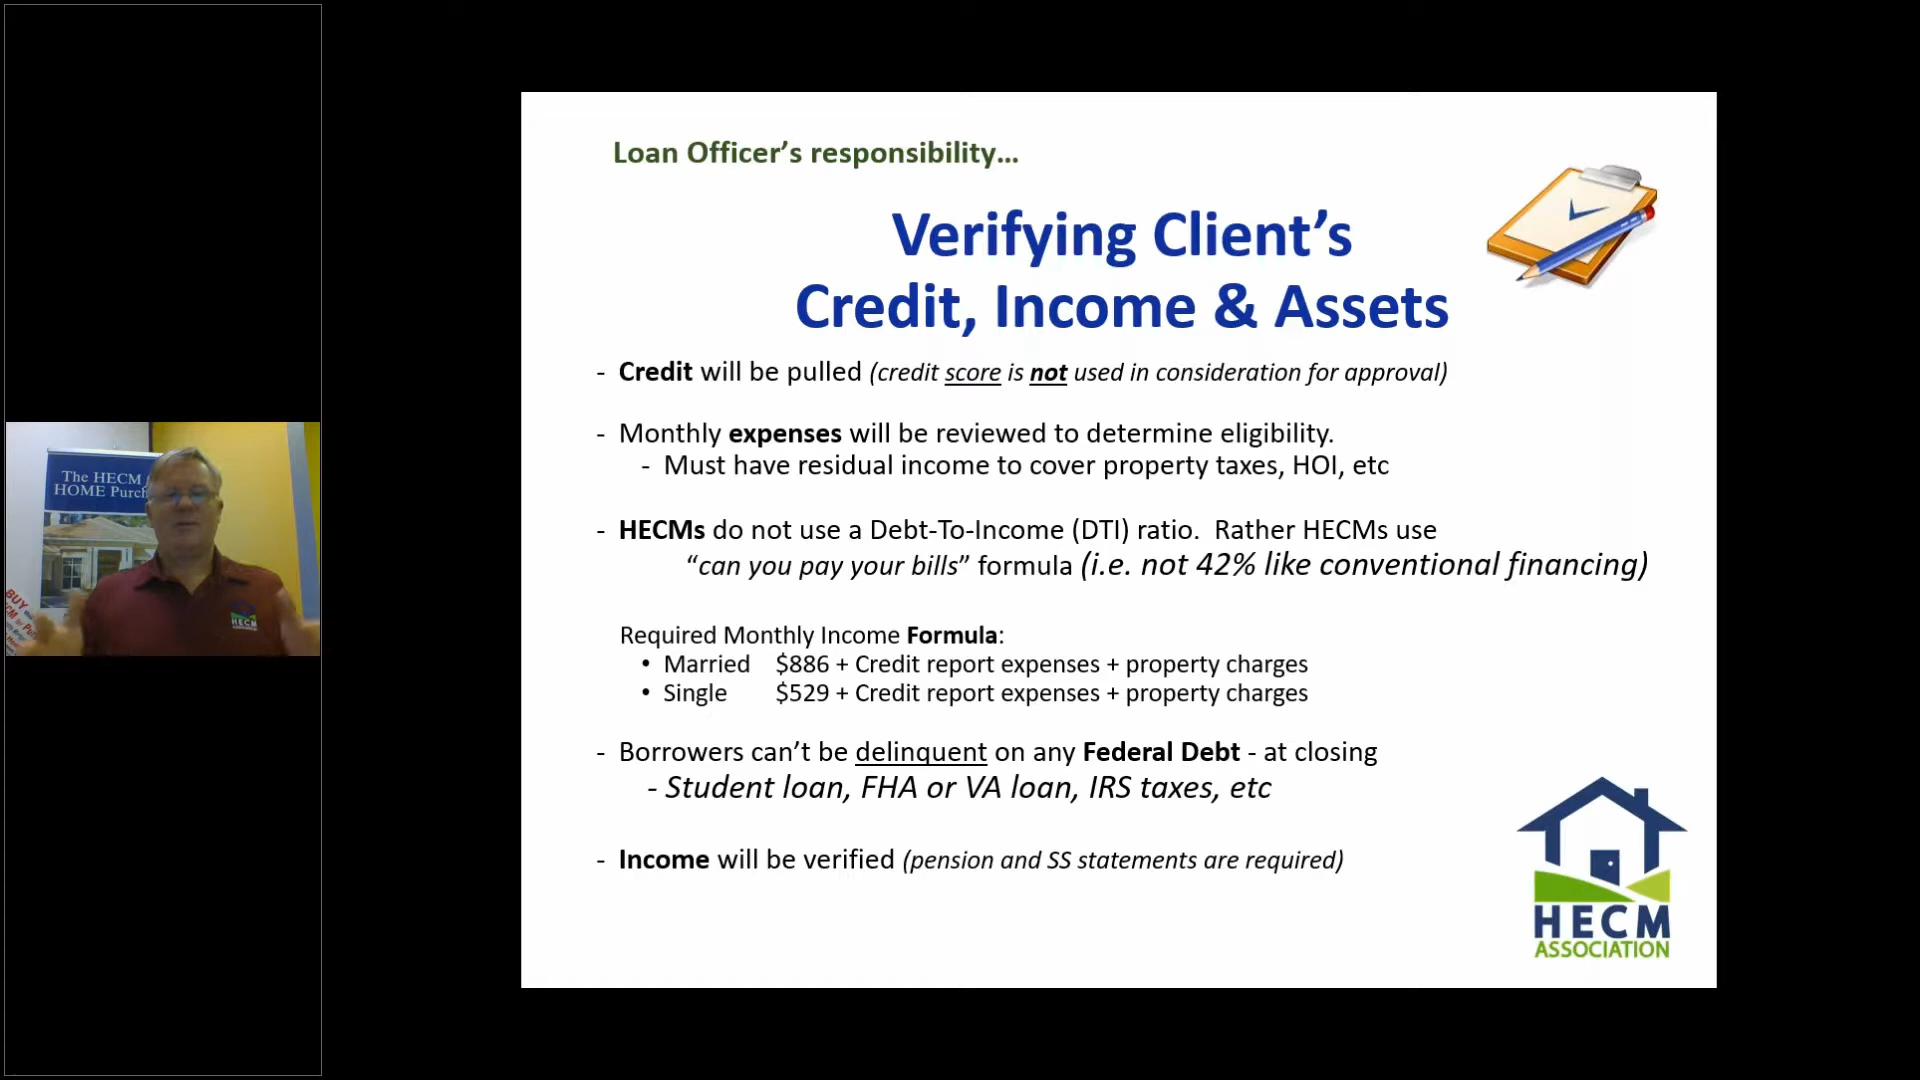 Loan Officer's responsibility...
Verifying Client's
Credit, Income & Assets
- Credit will be pulled (credit score is not used in consideration for approval)
- Monthly expenses will be reviewed to determine eligibility.
- Must have residual income to cover property taxes, HOI, etc
- HECMs do not use a Debt-To-Income (DTI) ratio. Rather HECMs use
"can you pay your bills" formula (i.e. not 42% like conventional financing)
Required Monthly Income Formula:
• Married $886 + Credit report expenses + property charges
• Single $529 + Credit report expenses + property charges
- Borrowers can't be delinquent on any Federal Debt - at closing
- Student loan, FHA or VA loan, IRS taxes, etc
- Income will be verified (pension and SS statements are required)
HECM
ASSOCIATION
The HECM
HOME Purch
BUY
HECM